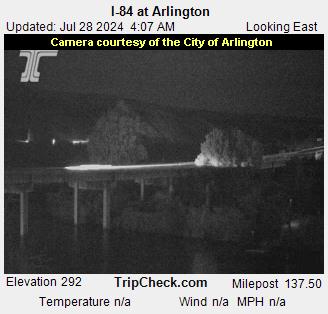 I-84 at Arlington
Updated: Jul 28 2024 4:07 AM Looking East
Camera courtesy of the City of Arlington
Elevation 292 TripCheck.com Milepost 137.50
Temperature n/a Wind n/a MPH n/a